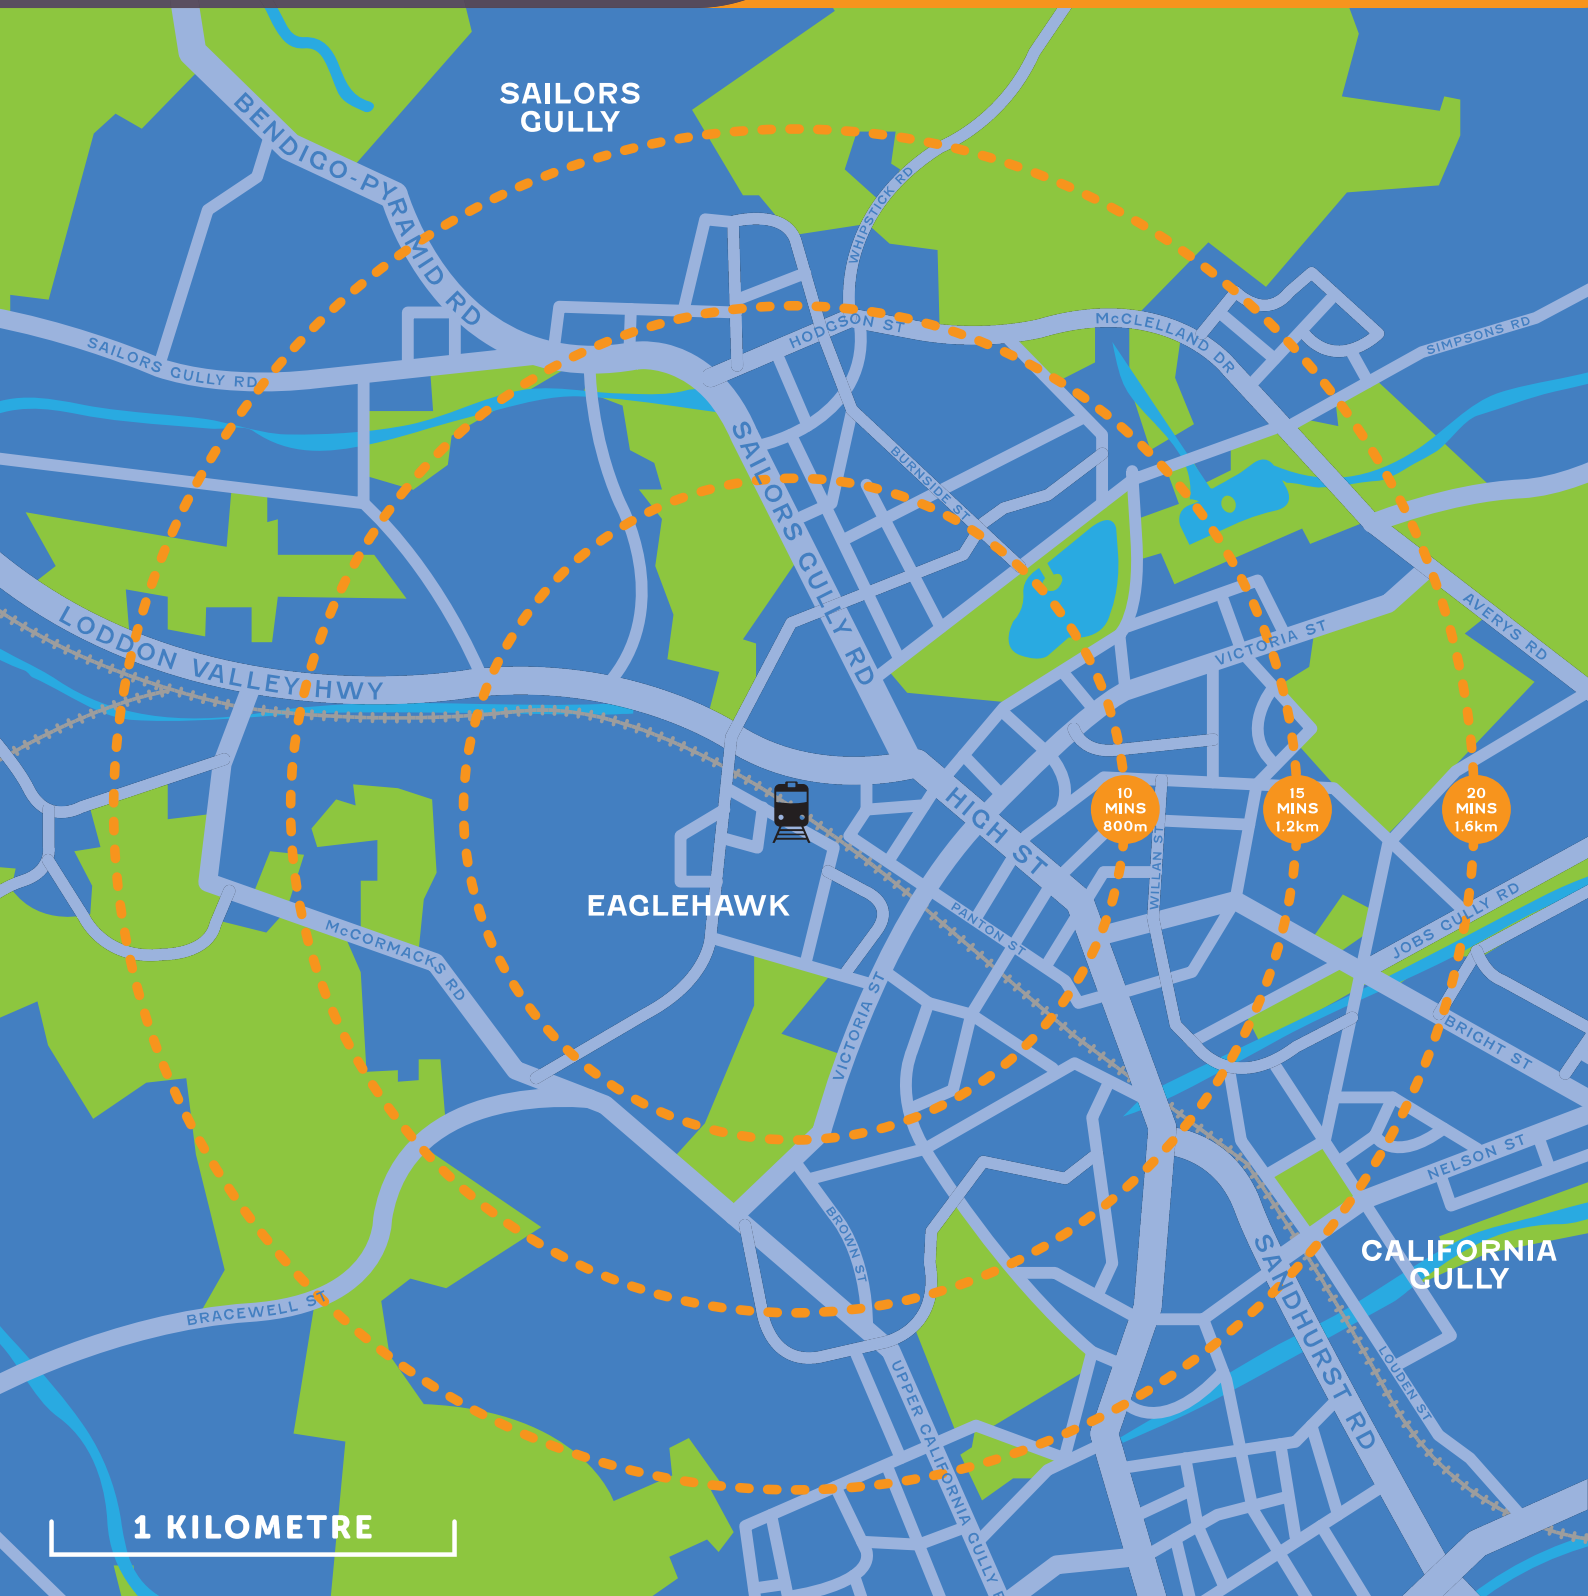 SAILORS
GULLY
BENDIGO-PYRAMID RD
WHIPSTICK RD
HODGSON ST
McCLELLAND DR
SIMPSONS RD
SAILORS GULLY RD
SAILORS GULLY RD
BURNSIDE ST
AVERYS RD
LODDON VALLEY HWY
VICTORIA ST
10
MINS
800m
15
MINS
1.2km
20
MINS
1.6km
HIGH ST
WILLAN ST
EAGLEHAWK
PANTON ST
JOBS GULLY RD
McCORMACKS RD
VICTORIA ST
BRIGHT ST
NELSON ST
BROWN ST
CALIFORNIA
GULLY
SANDHURST RD
BRACEWELL ST
LOUDEN ST
UPPER CALIFORNIA GULLY R
1 KILOMETRE